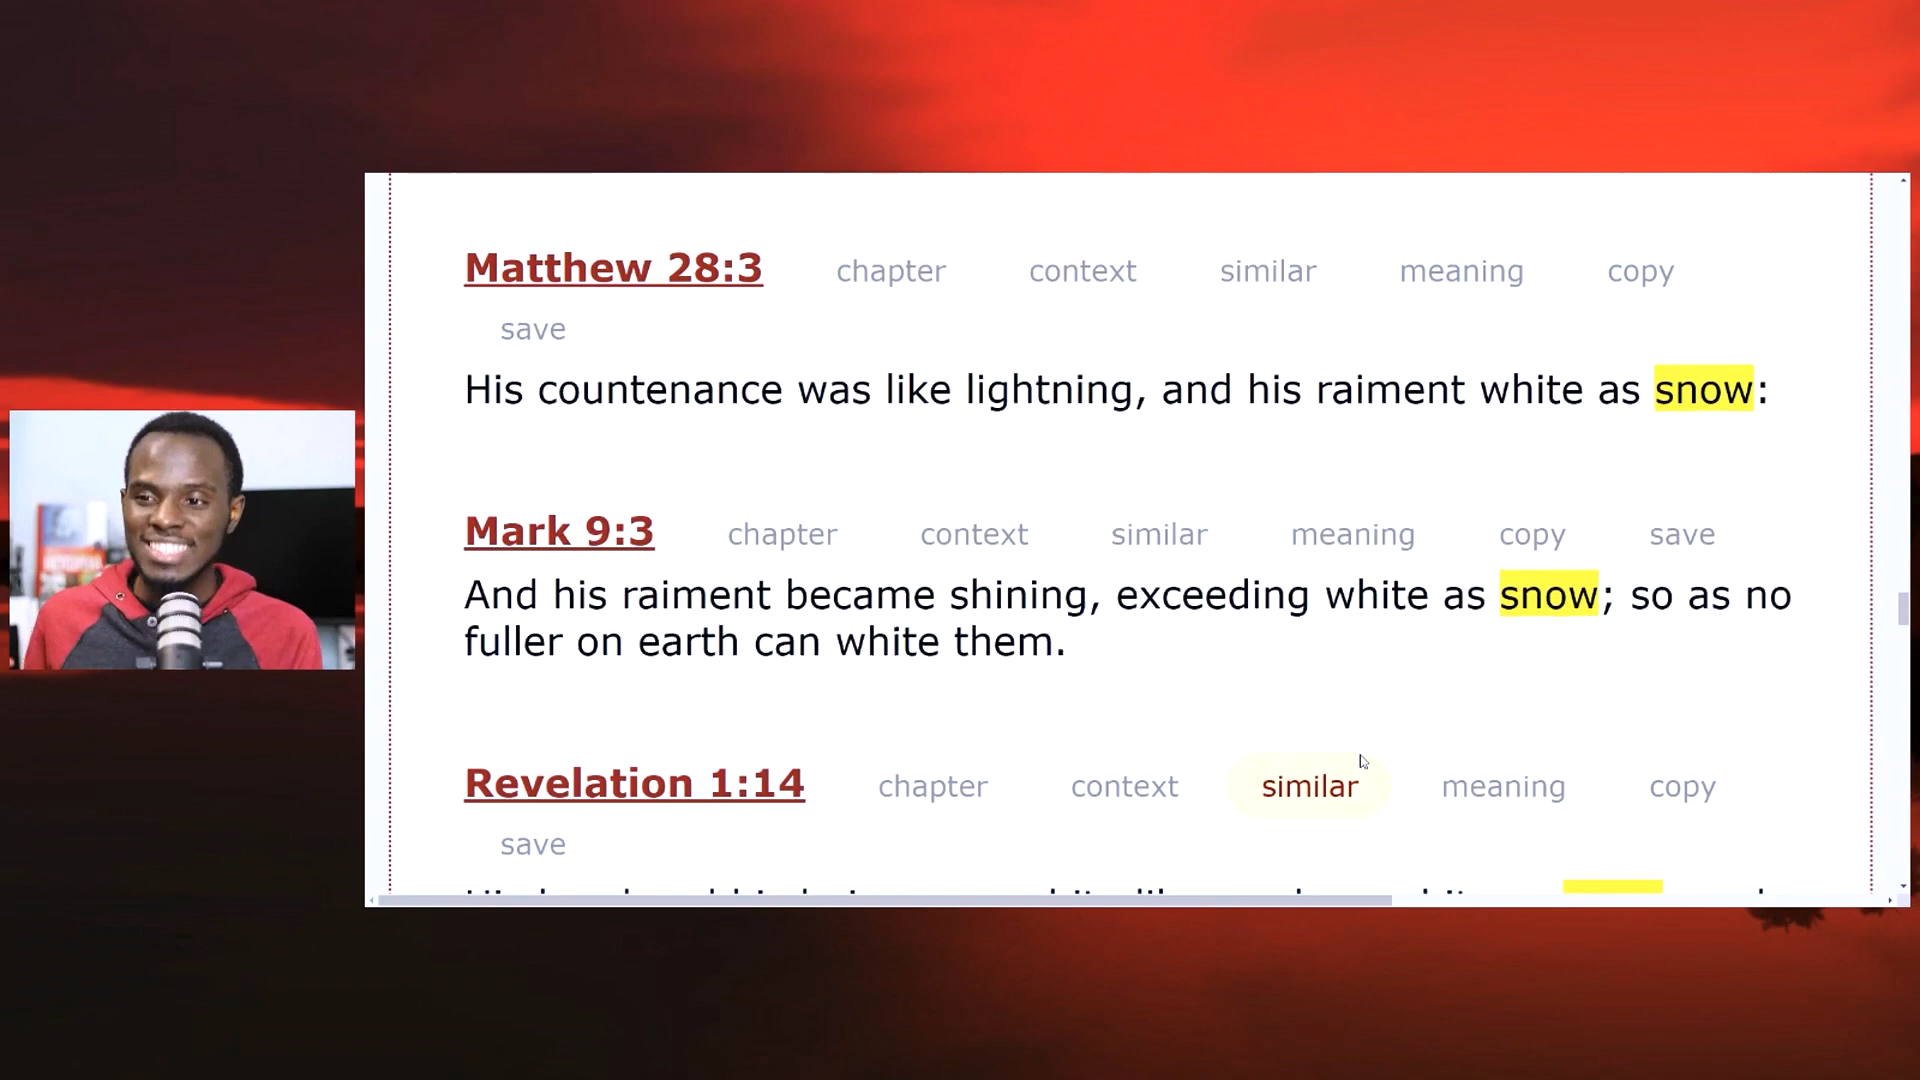 Matthew 28:3 chapter context similar meaning copy
save
His countenance was like lightning, and his raiment white as snow:
Mark 9:3 chapter context similar meaning copy save
And his raiment became shining, exceeding white as snow; so as no
fuller on earth can white them.
Revelation 1:14 chapter context similar meaning copy
save